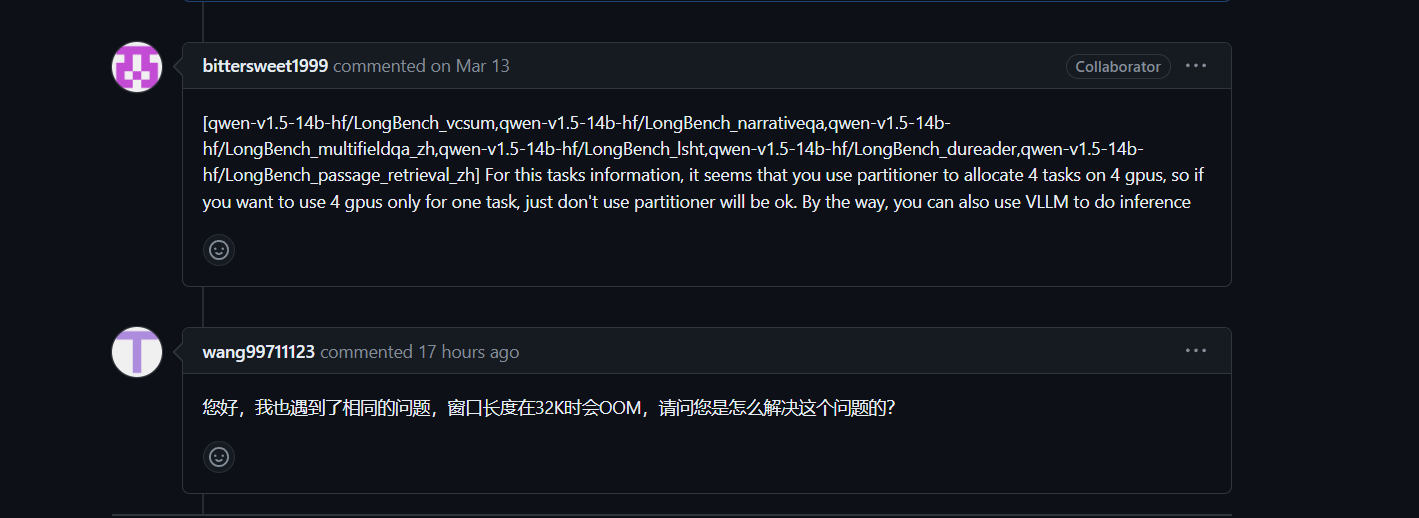 bittersweet1999 commented on Mar 13
Collaborator
[qwen-v1.5-14b-hf/LongBench_vcsum,qwen-v1.5-14b-hf/LongBench_narrativeqa,qwen-v1.5-14b-
hf/LongBench_multifieldqa_zh,qwen-v1.5-14b-hf/LongBench_lsht,qwen-v1.5-14b-hf/LongBench_dureader,qwen-v1.5-14b-
hf/LongBench_passage_retrieval_zh] For this tasks information, it seems that you use partitioner to allocate 4 tasks on 4 gpus, so if
you want to use 4 gpus only for one task, just don't use partitioner will be ok. By the way, you can also use VLLM to do inference
wang99711123 commented 17 hours ago
您好，我也遇到了相同的问题，窗口长度在32K时会OOM，请问您是怎么解决这个问题的？